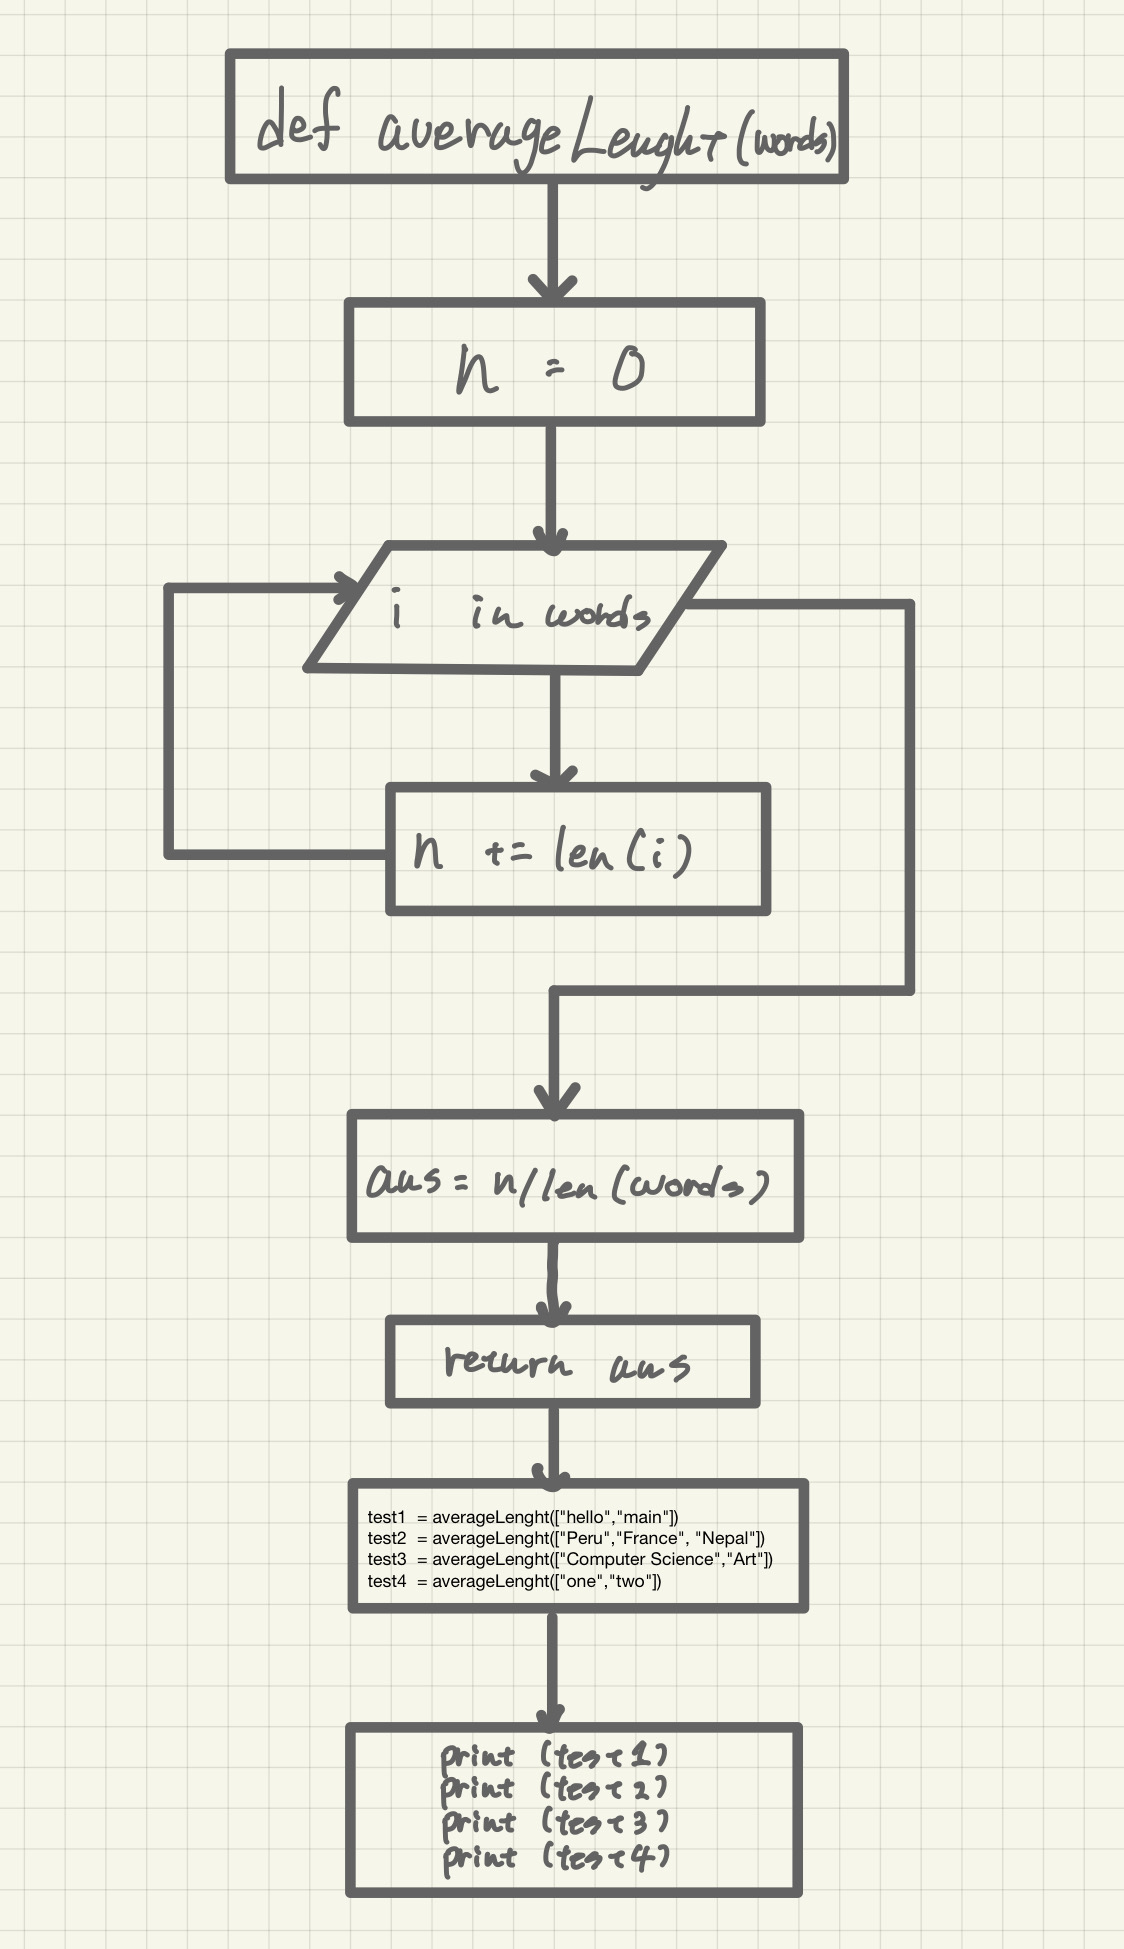 def averageLenght(words)
n = 0
i in words
n += len(i)
ans = n/len(words)
return ans
test1 = averageLenght(["hello","main"])
test2 = averageLenght(["Peru","France", "Nepal"])
test3 = averageLenght(["Computer Science","Art"])
test4 = averageLenght(["one","two"])
print (test1)
print (test2)
print (test3)
print (test4)